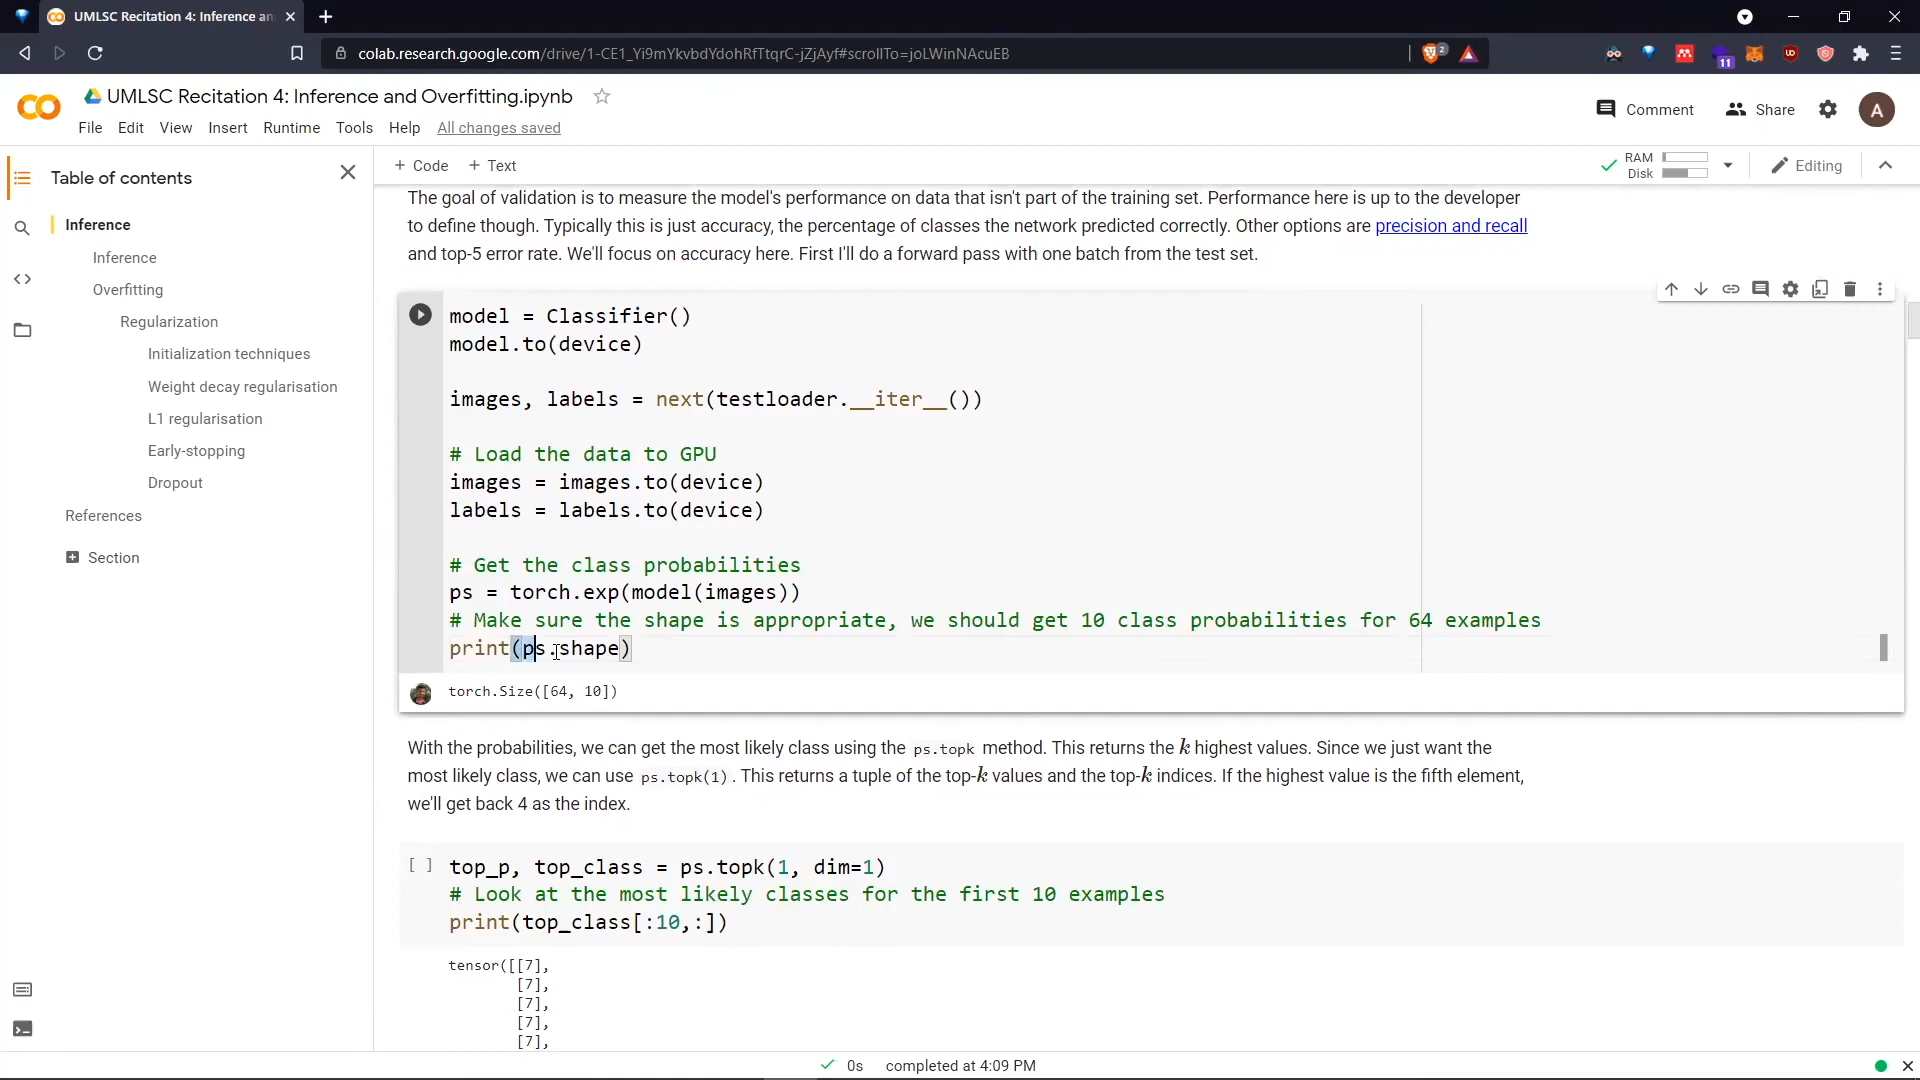 UMLSC Recitation 4: Inference an
colab.research.google.com/drive/1-CE1_Yi9mYkvbdYdohRfTtqrC-jZjAyf#scrollTo=joLWinNAcuEB
2
11
UMLSC Recitation 4: Inference and Overfitting.ipynb
Comment
Share
A
File Edit View Insert Runtime Tools Help All changes saved
Table of contents
+ Code + Text
RAM
Disk
Editing
Inference
Inference
Overfitting
Regularization
Initialization techniques
Weight decay regularisation
L1 regularisation
Early-stopping
Dropout
References
Section
The goal of validation is to measure the model's performance on data that isn't part of the training set. Performance here is up to the developer
to define though. Typically this is just accuracy, the percentage of classes the network predicted correctly. Other options are precision and recall
and top-5 error rate. We'll focus on accuracy here. First I'll do a forward pass with one batch from the test set.
model = Classifier()
model.to(device)
images, labels = next(testloader.__iter__())
# Load the data to GPU
images = images.to(device)
labels = labels.to(device)
# Get the class probabilities
ps = torch.exp(model(images))
# Make sure the shape is appropriate, we should get 10 class probabilities for 64 examples
print(ps.shape)
torch.Size([64, 10])
With the probabilities, we can get the most likely class using the ps.topk method. This returns the k highest values. Since we just want the
most likely class, we can use ps.topk(1). This returns a tuple of the top-k values and the top-k indices. If the highest value is the fifth element,
we'll get back 4 as the index.
[ ]
top_p, top_class = ps.topk(1, dim=1)
# Look at the most likely classes for the first 10 examples
print(top_class[:10,:])
tensor([[7],
[7],
[7],
[7],
[7],
0s completed at 4:09 PM